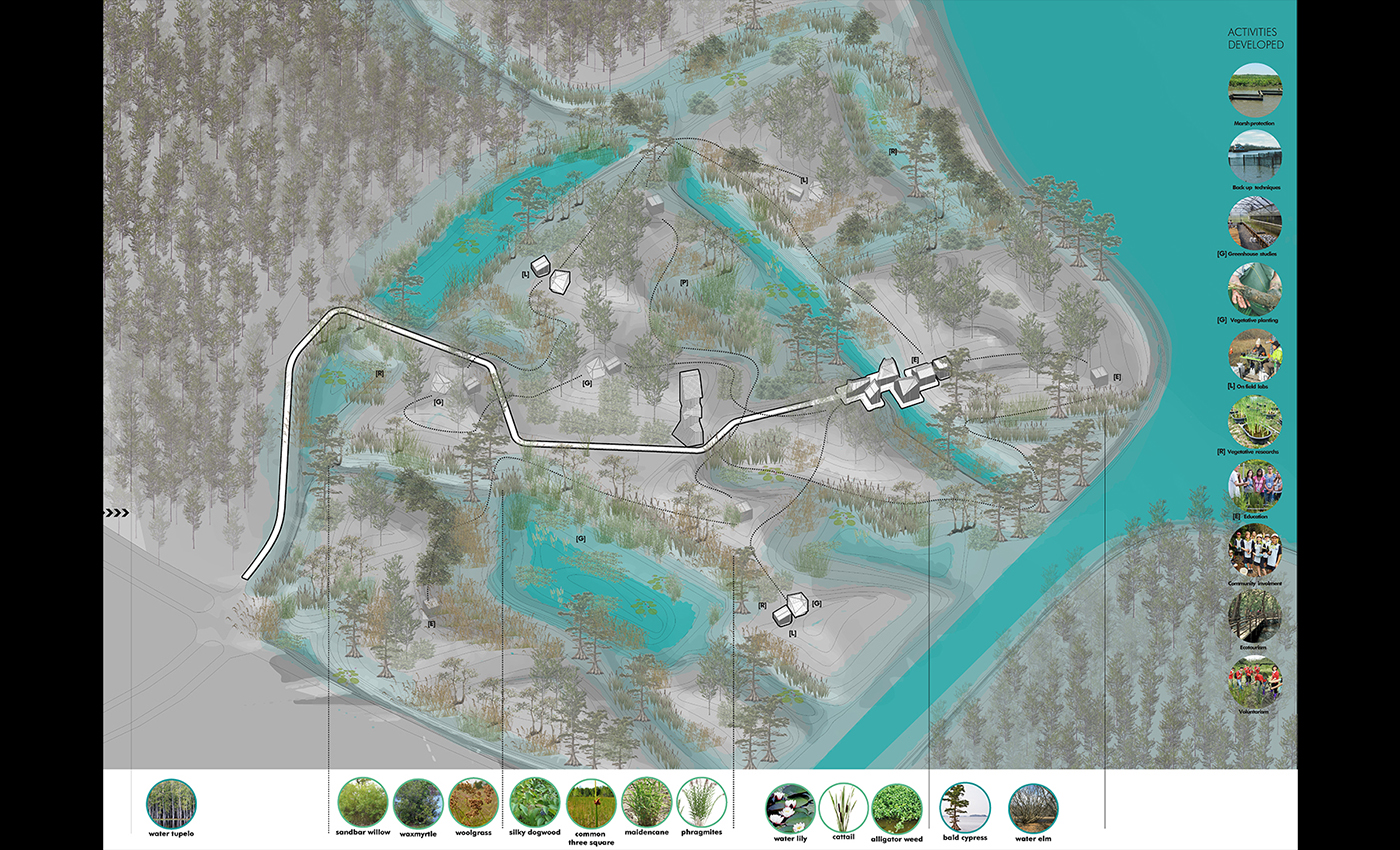 ACTIVITIES
DEVELOPED
Marsh protection
Back up techniques
[G] Greenhouse studies
[G] Vegetative planting
[L] On field labs
[R] Vegetative researchs
[E] Education
Community involment
Ecotourism
Voluntarism
[R]
[L]
[L]
[P]
[E]
[R]
[G]
[E]
[G]
[G]
[R]
[G]
[E]
[L]
water tupelo
sandbar willow
waxmyrtle
woolgrass
silky dogwood
common
three square
maidencane
phragmites
water lily
cattail
alligator weed
bald cypress
water elm